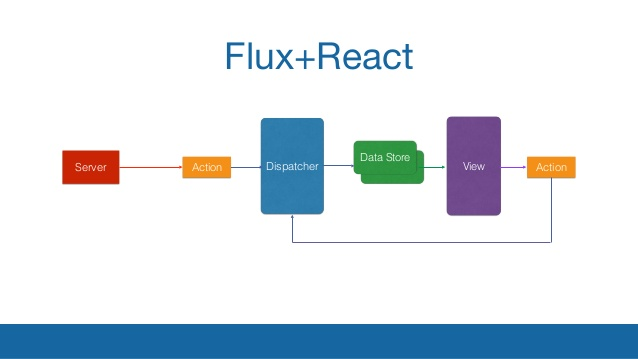 Flux+React
Server
Action
Dispatcher
Data Store
View
Action